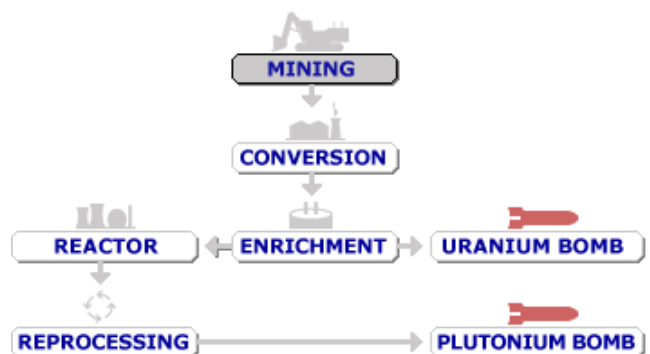 MINING
CONVERSION
REACTOR
ENRICHMENT
URANIUM BOMB
REPROCESSING
PLUTONIUM BOMB